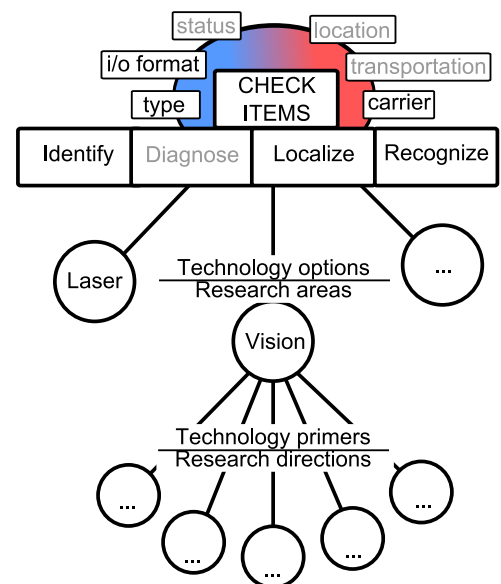 status
location
i/o format
transportation
CHECK
ITEMS
type
carrier
Identify
Diagnose
Localize
Recognize
Laser
Technology options
Research areas
...
Vision
Technology primers
Research directions
...
...
...
...
...